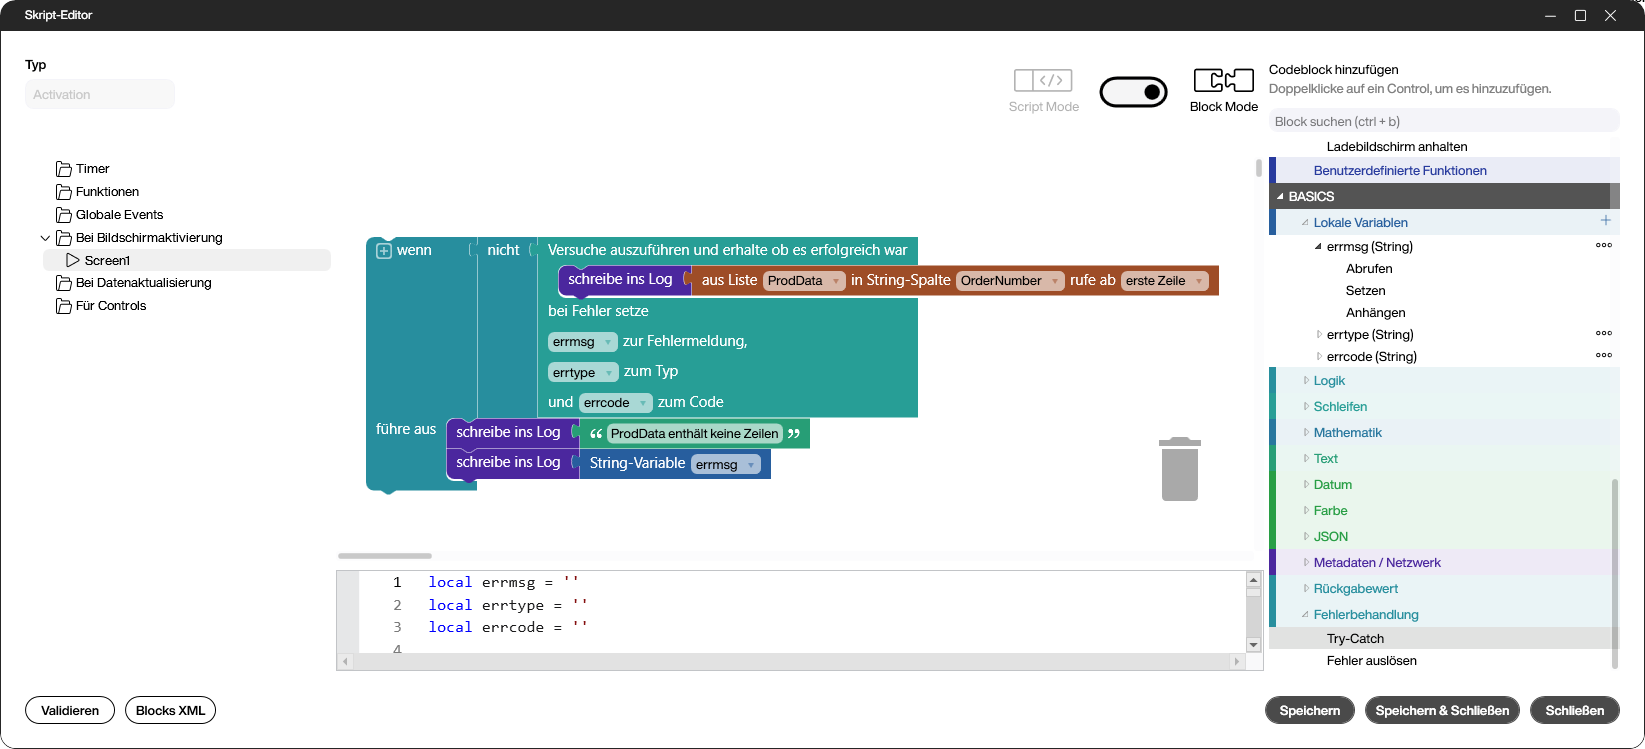 Skript-Editor
Typ
Activation
Script Mode
Block Mode
Codeblock hinzufügen
Doppelklicke auf ein Control, um es hinzuzufügen.
Block suchen (ctrl + b)
Timer
Funktionen
Globale Events
Bei Bildschirmaktivierung
Screen1
Bei Datenaktualisierung
Für Controls
wenn nicht Versuche auszuführen und erhalte ob es erfolgreich war
schreibe ins Log aus Liste ProdData in String-Spalte OrderNumber rufe ab erste Zeile
bei Fehler setze
errmsg zur Fehlermeldung,
errtype zum Typ
und errcode zum Code
führe aus schreibe ins Log “ ProdData enthält keine Zeilen ”
schreibe ins Log String-Variable errmsg
1 local errmsg = ''
2 local errtype = ''
3 local errcode = ''
4
Ladebildschirm anhalten
Benutzerdefinierte Funktionen
BASICS
Lokale Variablen +
errmsg (String)
Abrufen
Setzen
Anhängen
errtype (String)
errcode (String)
Logik
Schleifen
Mathematik
Text
Datum
Farbe
JSON
Metadaten / Netzwerk
Rückgabewert
Fehlerbehandlung
Try-Catch
Fehler auslösen
Validieren
Blocks XML
Speichern
Speichern & Schließen
Schließen